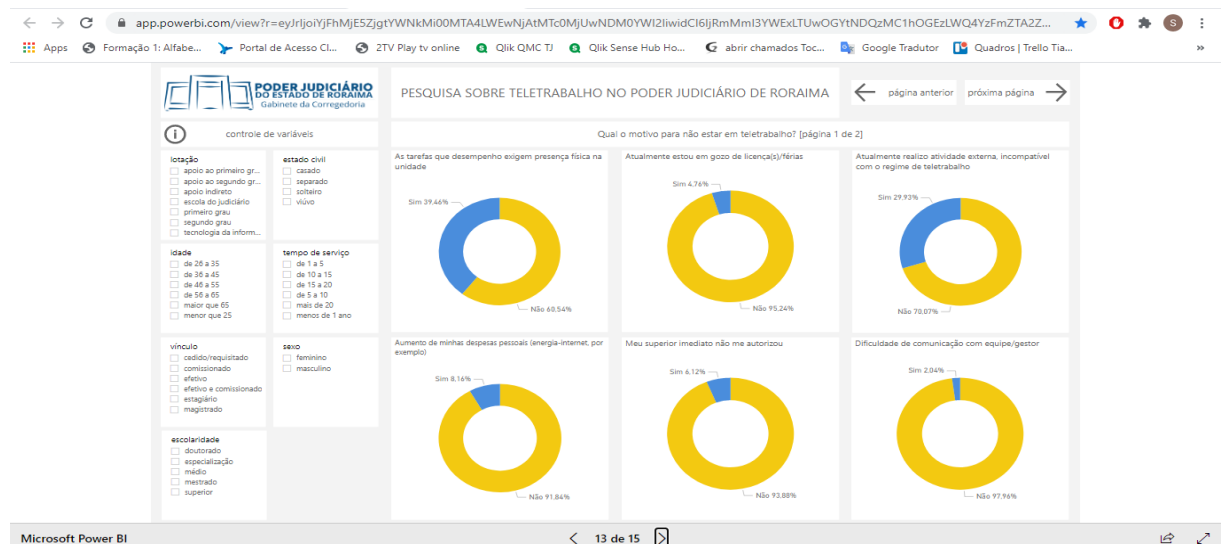 app.powerbi.com/view?r=eyJrIjoiYjFhMjE5ZjgtYWNkMi00MTA4LWEwNjAtMTc0MjUwNDM0YWI2IiwidCI6IjRmMmI3YWExLTUwOGYtNDQzMC1hOGEzLWQ4YzFmZTA2Z...
S
Apps
Formação 1: Alfabe...
Portal de Acesso Cl...
2TV Play tv online
Qlik QMC TJ
Qlik Sense Hub Ho...
abrir chamados Toc...
Google Tradutor
Quadros | Trello Tia...
»
PODER JUDICIÁRIO
DO ESTADO DE RORAIMA
Gabinete da Corregedoria
PESQUISA SOBRE TELETRABALHO NO PODER JUDICIÁRIO DE RORAIMA
página anterior
próxima página
controle de variáveis
Qual o motivo para não estar em teletrabalho? [página 1 de 2]
lotação
apoio ao primeiro gr...
apoio ao segundo gr...
apoio indireto
escola do judiciário
primeiro grau
segundo grau
tecnologia da inform...
estado civil
casado
separado
solteiro
viúvo
idade
de 26 a 35
de 36 a 45
de 46 a 55
de 56 a 65
maior que 65
menor que 25
tempo de serviço
de 1 a 5
de 10 a 15
de 15 a 20
de 5 a 10
mais de 20
menos de 1 ano
vínculo
cedido/requisitado
comissionado
efetivo
efetivo e comissionado
estagiário
magistrado
sexo
feminino
masculino
escolaridade
doutorado
especialização
médio
mestrado
superior
As tarefas que desempenho exigem presença física na
unidade
Sim 39,46%
Não 60,54%
Atualmente estou em gozo de licença(s)/férias
Sim 4,76%
Não 95,24%
Atualmente realizo atividade externa, incompatível
com o regime de teletrabalho
Sim 29,93%
Não 70,07%
Aumento de minhas despesas pessoais (energia-internet, por
exemplo)
Sim 8,16%
Não 91,84%
Meu superior imediato não me autorizou
Sim 6,12%
Não 93,88%
Dificuldade de comunicação com equipe/gestor
Sim 2,04%
Não 97,96%
Microsoft Power BI
13 de 15